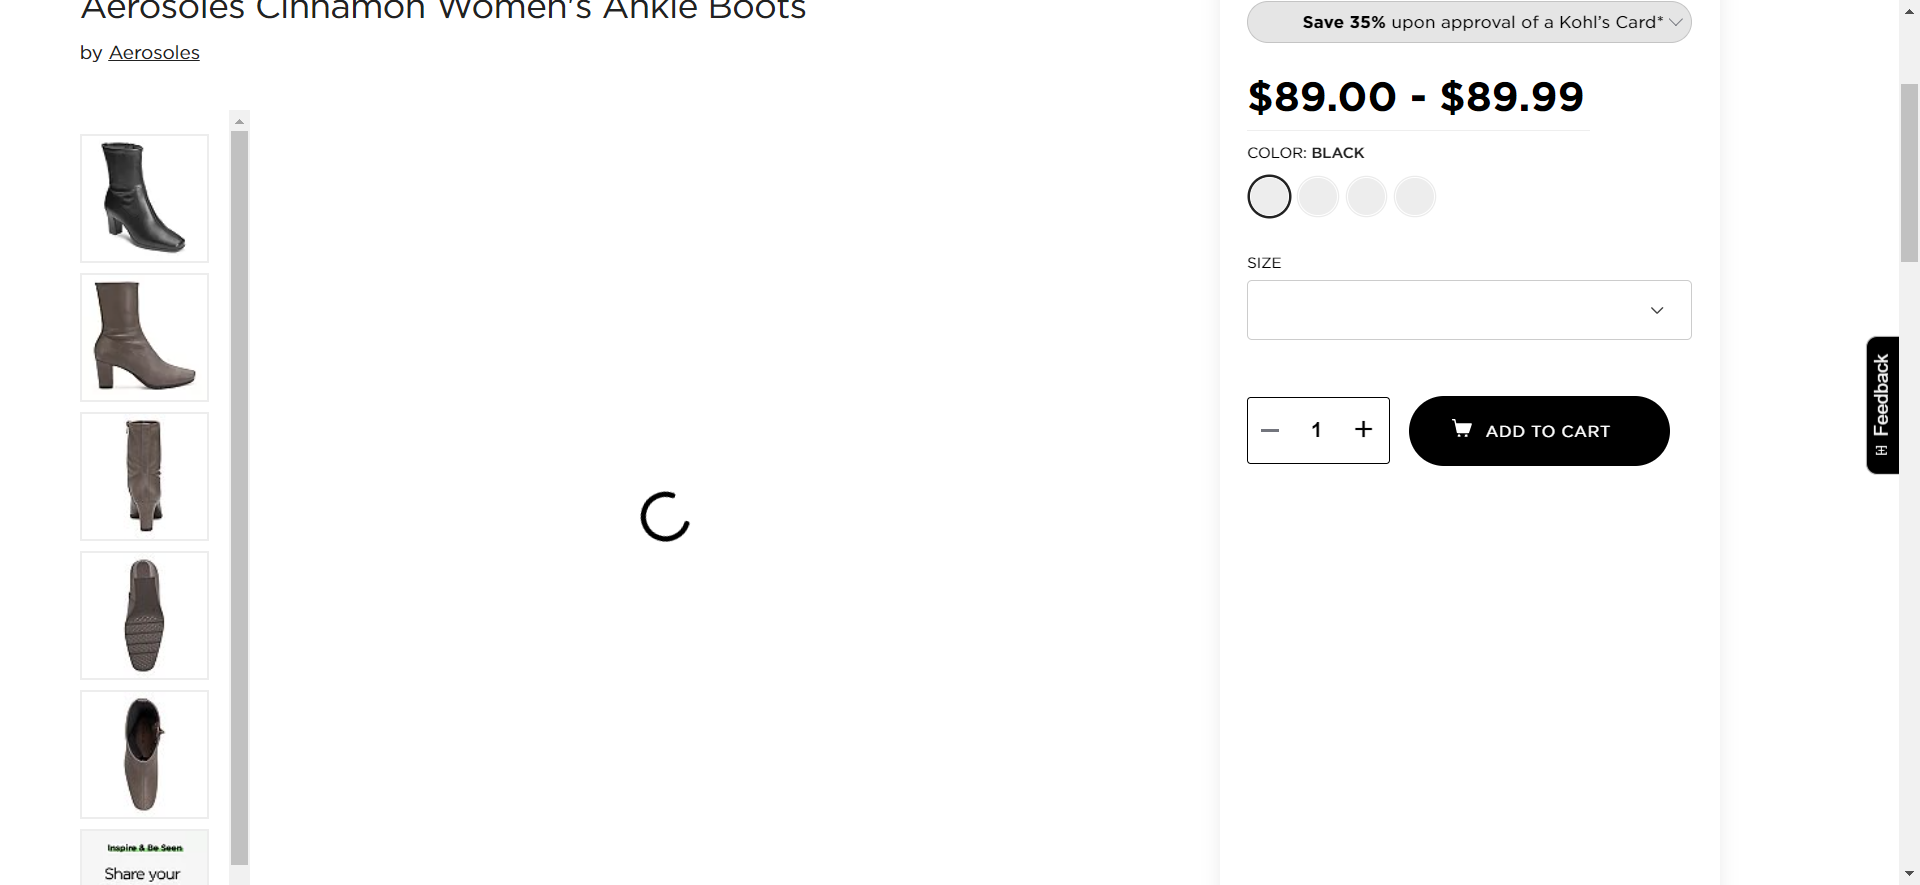 Aerosoles Cinnamon Women's Ankle Boots
by Aerosoles
Save 35% upon approval of a Kohl's Card*
$89.00 - $89.99
COLOR: BLACK
SIZE
1
ADD TO CART
Feedback
Inspire & Be Seen
Share your